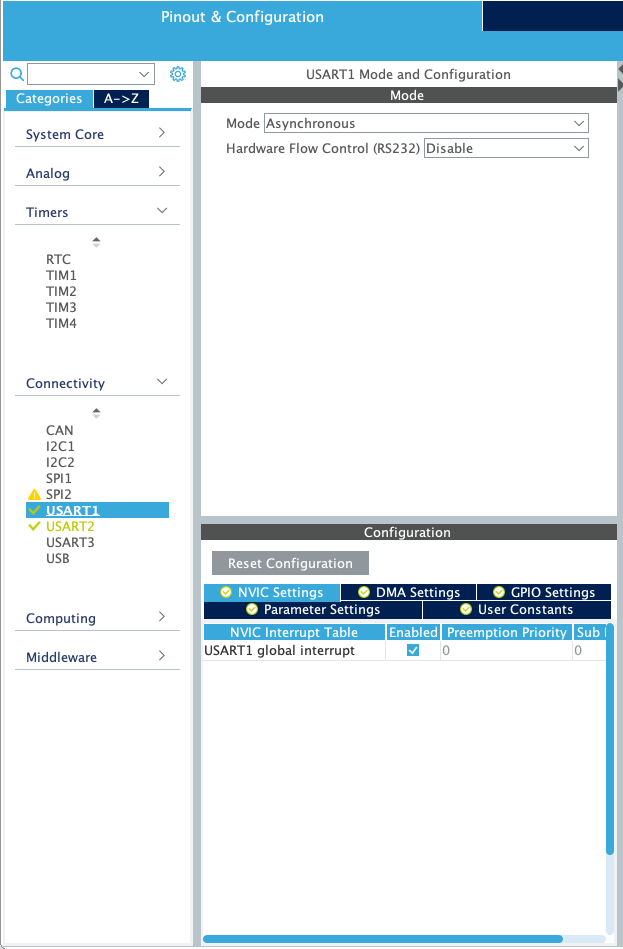 Pinout & Configuration
Categories
A->Z
System Core
Analog
Timers
RTC
TIM1
TIM2
TIM3
TIM4
Connectivity
CAN
I2C1
I2C2
SPI1
SPI2
USART1
USART2
USART3
USB
Computing
Middleware
USART1 Mode and Configuration
Mode
Mode Asynchronous
Hardware Flow Control (RS232) Disable
Configuration
Reset Configuration
NVIC Settings DMA Settings GPIO Settings
Parameter Settings User Constants
NVIC Interrupt Table Enabled Preemption Priority Sub
USART1 global interrupt 0 0